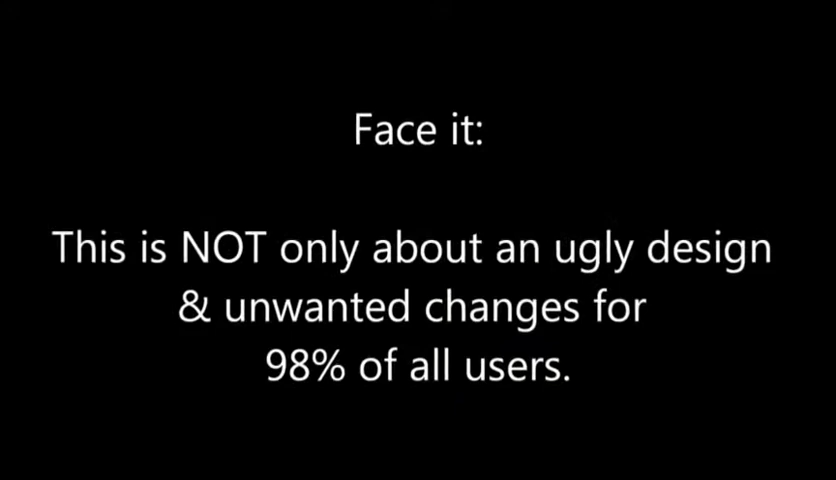 Face it:
This is NOT only about an ugly design
& unwanted changes for
98% of all users.